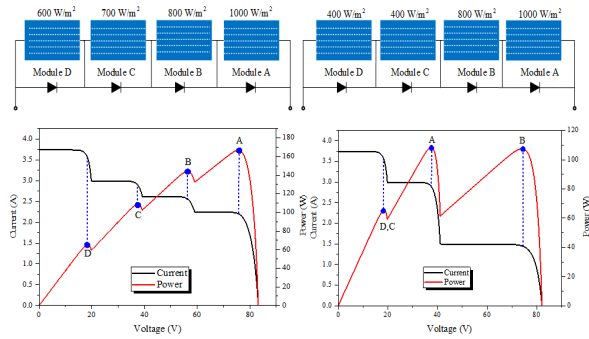 600 W/m² 700 W/m² 800 W/m² 1000 W/m²
Module D Module C Module B Module A
400 W/m² 400 W/m² 800 W/m² 1000 W/m²
Module D Module C Module B Module A
4.0
3.5
3.0
2.5
2.0
1.5
1.0
0.5
0.0
Current (A)
180
160
140
120
100
80
60
40
20
0
Power (W)
A
B
C
D
Current
Power
0 20 40 60 80
Voltage (V)
4.0
3.5
3.0
2.5
2.0
1.5
1.0
0.5
0.0
Current (A)
120
100
80
60
40
20
0
Power (W)
A
B
D,C
Current
Power
0 20 40 60 80 100
Voltage (V)